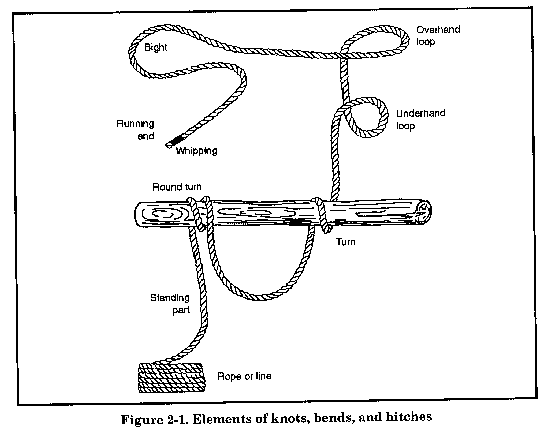 Overhand
loop
Bight
Underhand
loop
Running
end
Whipping
Round turn
Turn
Standing
part
Rope or line
Figure 2-1. Elements of knots, bends, and hitches